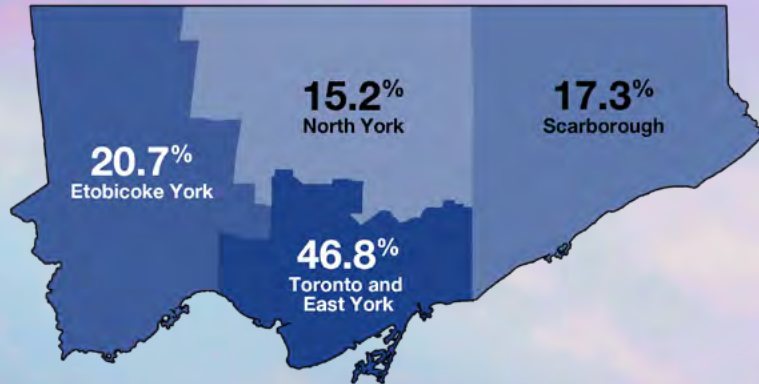 15.2%
North York
17.3%
Scarborough
20.7%
Etobicoke York
46.8%
Toronto and
East York